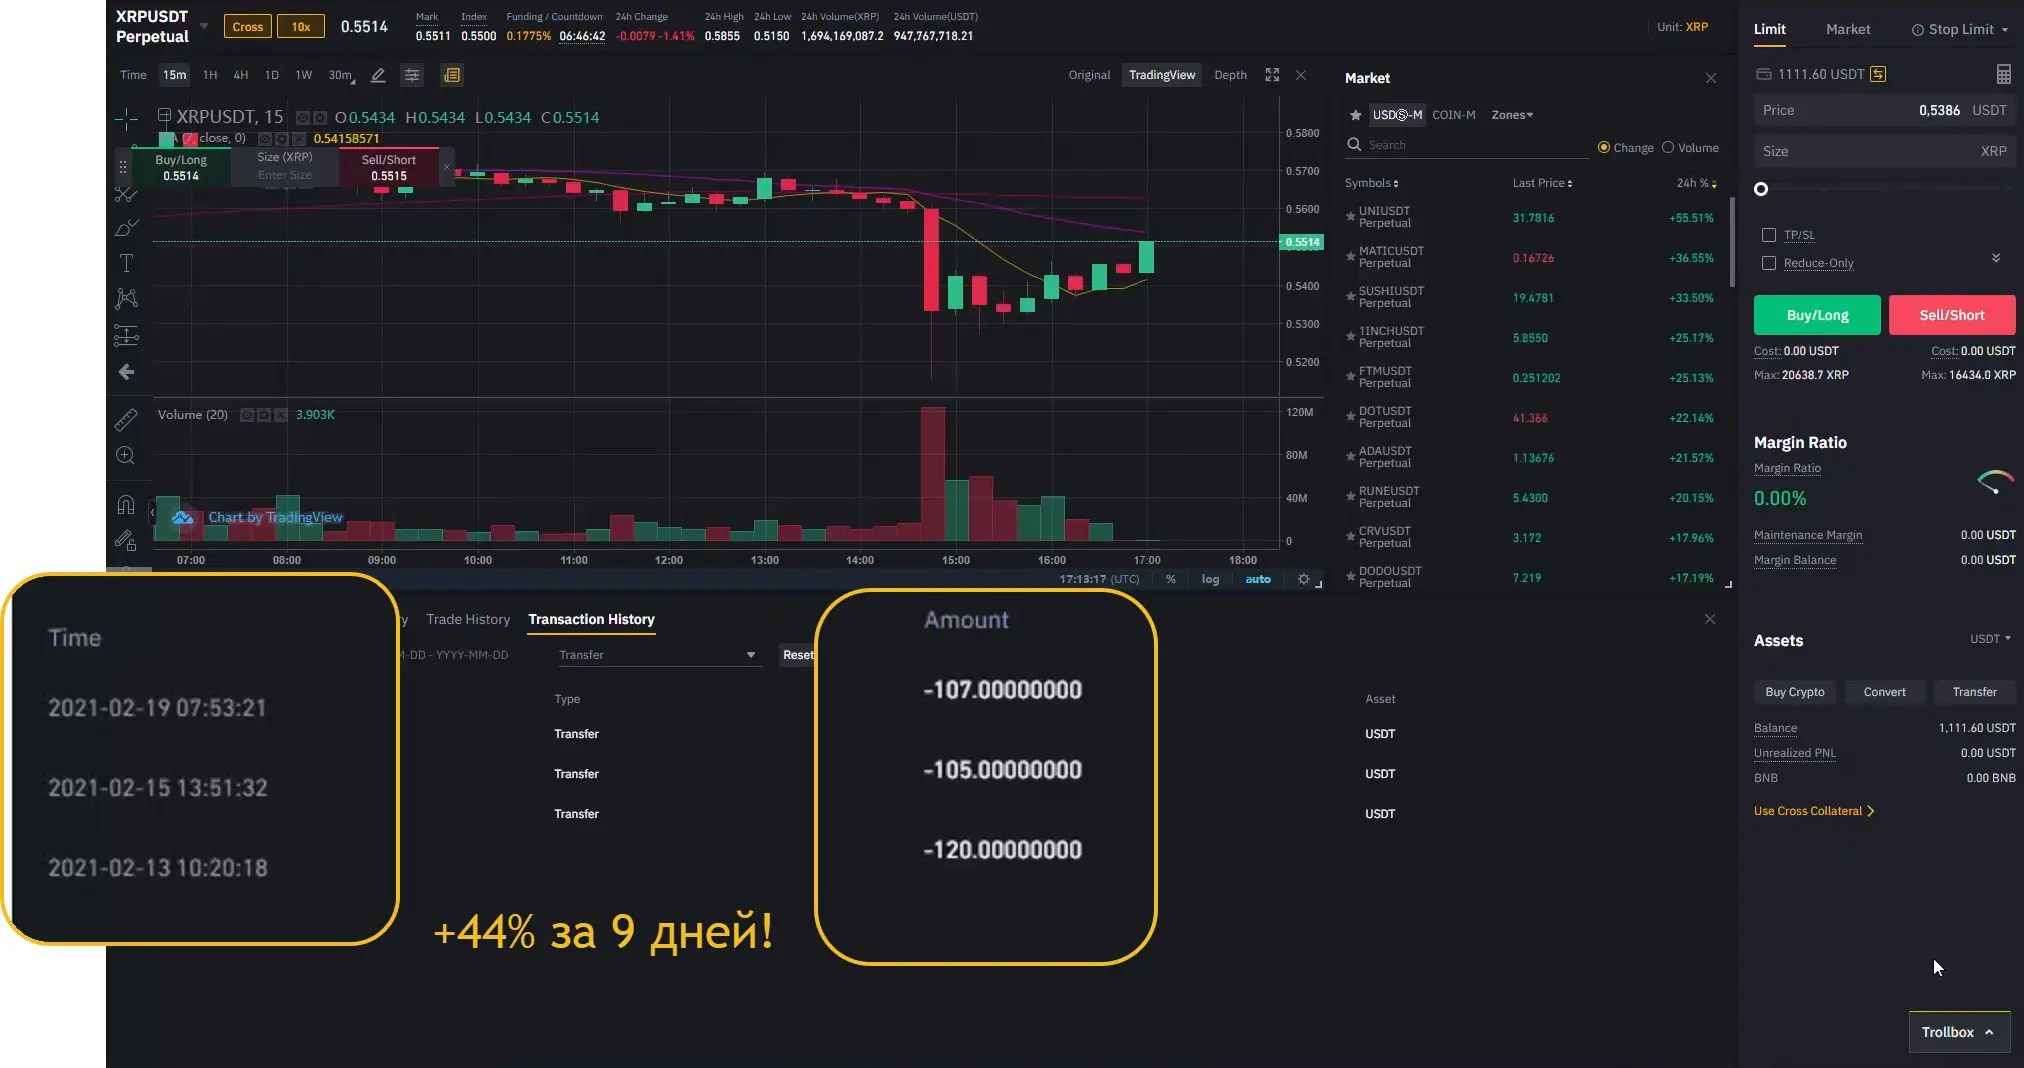 XRPUSDT
Perpetual
Cross
10x
0.5514
Mark
0.5511
Index
0.5500
Funding / Countdown
0.1775% 06:46:42
24h Change
-0.0079 -1.41%
24h High
0.5855
24h Low
0.5150
24h Volume(XRP)
1,694,169,087.2
24h Volume(USDT)
947,767,718.21
Unit: XRP
Time 15m 1H 4H 1D 1W 30m
Original TradingView Depth
XRPUSDT, 15 O0.5434 H0.5434 L0.5434 C0.5514
A (7, close, 0) 0.54158571
Buy/Long
0.5514
Size (XRP)
Enter Size
Sell/Short
0.5515
0.5800
0.5700
0.5600
0.5514
0.5400
0.5300
0.5200
Volume (20) 3.903K
120M
80M
40M
0
Chart by TradingView
07:00 08:00 09:00 10:00 11:00 12:00 13:00 14:00 15:00 16:00 17:00 18:00
17:13:17 (UTC) % log auto
Market
USDⓈ-M COIN-M Zones
Search
Change Volume
Symbols Last Price 24h %
UNIUSDT
Perpetual
31.7816 +55.51%
MATICUSDT
Perpetual
0.16726 +36.55%
SUSHIUSDT
Perpetual
19.4781 +33.50%
1INCHUSDT
Perpetual
5.8550 +25.17%
FTMUSDT
Perpetual
0.251202 +25.13%
DOTUSDT
Perpetual
41.366 +22.14%
ADAUSDT
Perpetual
1.13676 +21.57%
RUNEUSDT
Perpetual
5.4300 +20.15%
CRVUSDT
Perpetual
3.172 +17.96%
DODOUSDT
Perpetual
7.219 +17.19%
Limit Market Stop Limit
1111.60 USDT
Price 0,5386 USDT
Size XRP
TP/SL
Reduce-Only
Buy/Long Sell/Short
Cost: 0.00 USDT Cost: 0.00 USDT
Max: 20638.7 XRP Max: 16434.0 XRP
Margin Ratio
Margin Ratio
0.00%
Maintenance Margin 0.00 USDT
Margin Balance 0.00 USDT
Assets USDT
Buy Crypto Convert Transfer
Balance 1,111.60 USDT
Unrealized PNL 0.00 USDT
BNB 0.00 BNB
Use Cross Collateral
Trollbox
y Trade History Transaction History
M-DD - YYYY-MM-DD Transfer Reset
Time
2021-02-19 07:53:21
2021-02-15 13:51:32
2021-02-13 10:20:18
Type
Transfer
Transfer
Transfer
Amount
-107.00000000
-105.00000000
-120.00000000
Asset
USDT
USDT
USDT
+44% за 9 дней!